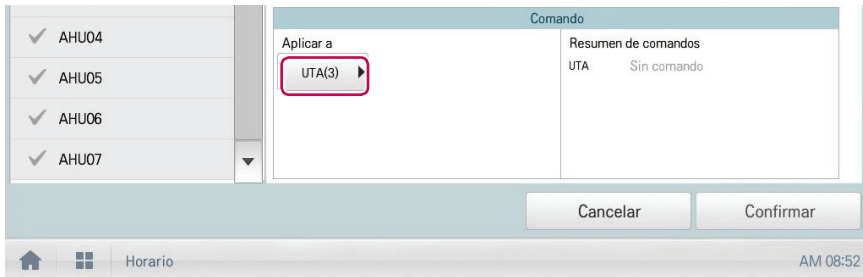 AHU04
AHU05
AHU06
AHU07
Comando
Aplicar a
UTA(3)
Resumen de comandos
UTA Sin comando
Cancelar
Confirmar
Horario
AM 08:52